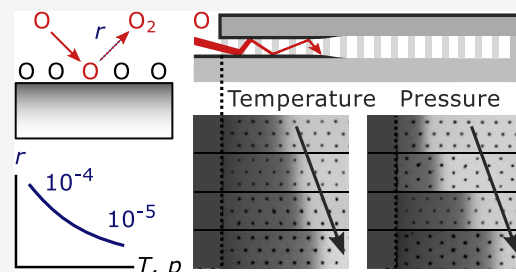 O r O₂
O O O O O
O
Temperature Pressure
r
10⁻⁴
10⁻⁵
T, p